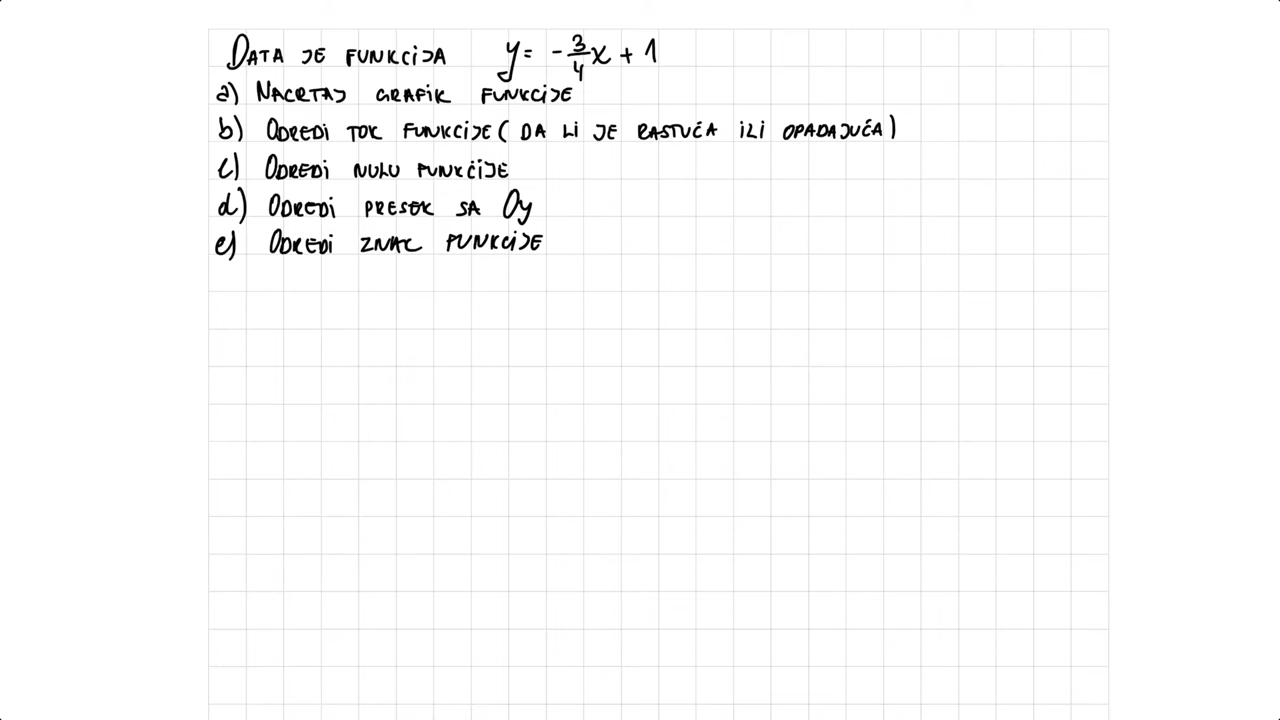 DATA JE FUNKCIJA y = -3/4x + 1
a) NACRTAJ GRAFIK FUNKCIJE
b) ODREDI TOK FUNKCIJE ( DA LI JE RASTUĆA ILI OPADAJUĆA )
c) ODREDI NULU FUNKCIJE
d) ODREDI PRESEK SA Oy
e) ODREDI ZNAK FUNKCIJE